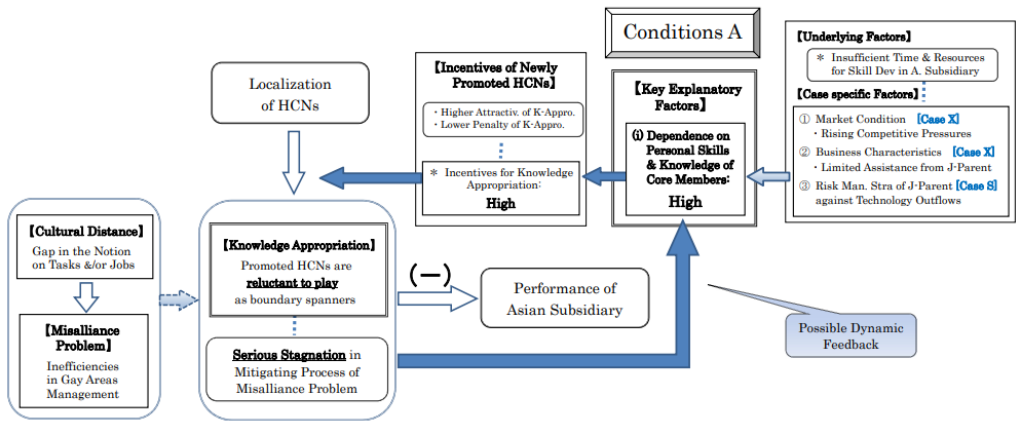 Conditions A
【Underlying Factors】
* Insufficient Time & Resources
for Skill Dev in A. Subsidiary
【Case specific Factors】
① Market Condition [Case X]
・Rising Competitive Pressures
② Business Characteristics [Case X]
・Limited Assistance from J-Parent
③ Risk Man. Stra of J-Parent [Case S]
against Technology Outflows
【Key Explanatory
Factors】
(i) Dependence on
Personal Skills
& Knowledge of
Core Members:
High
【Incentives of Newly
Promoted HCNs】
・Higher Attractiv. of K-Appro.
・Lower Penalty of K-Appro.
* Incentives for Knowledge
Appropriation:
High
Localization
of HCNs
【Cultural Distance】
Gap in the Notion
on Tasks &/or Jobs
【Misalliance
Problem】
Inefficiencies
in Gay Areas
Management
【Knowledge Appropriation】
Promoted HCNs are
reluctant to play
as boundary spanners
Serious Stagnation in
Mitigating Process of
Misalliance Problem
(－)
Performance of
Asian Subsidiary
Possible Dynamic
Feedback